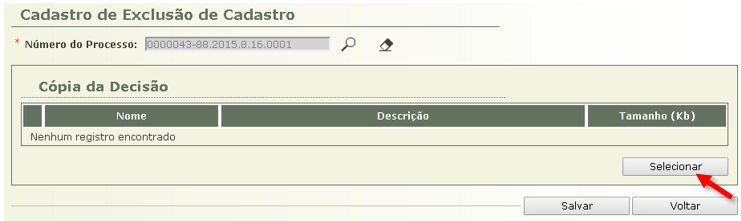 Cadastro de Exclusão de Cadastro
* Número do Processo: 0000043-88.2015.8.16.0001
Cópia da Decisão
Nome Descrição Tamanho (Kb)
Nenhum registro encontrado
Selecionar
Salvar Voltar